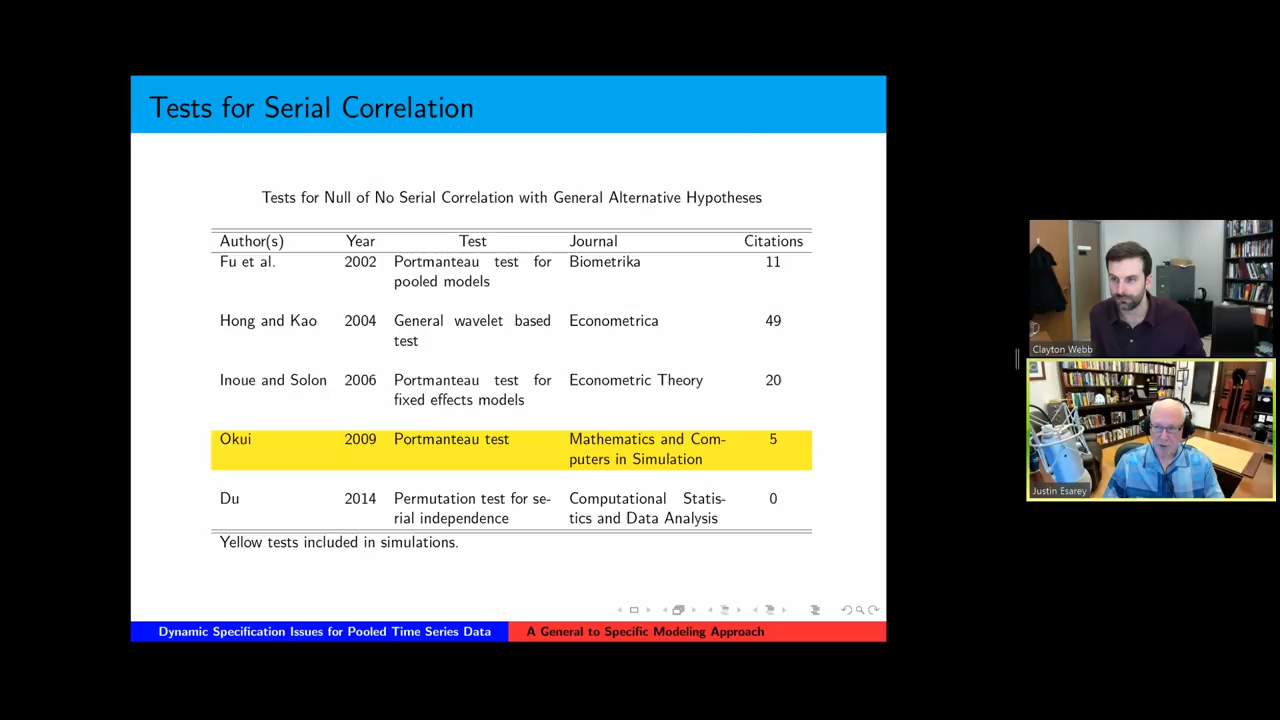 Tests for Serial Correlation
Tests for Null of No Serial Correlation with General Alternative Hypotheses
Author(s) Year Test Journal Citations
Fu et al. 2002 Portmanteau test for Biometrika 11
pooled models
Hong and Kao 2004 General wavelet based Econometrica 49
test
Inoue and Solon 2006 Portmanteau test for Econometric Theory 20
fixed effects models
Okui 2009 Portmanteau test Mathematics and Com- 5
puters in Simulation
Du 2014 Permutation test for se- Computational Statis- 0
rial independence tics and Data Analysis
Yellow tests included in simulations.
Dynamic Specification Issues for Pooled Time Series Data A General to Specific Modeling Approach
Clayton Webb
Justin Esarey